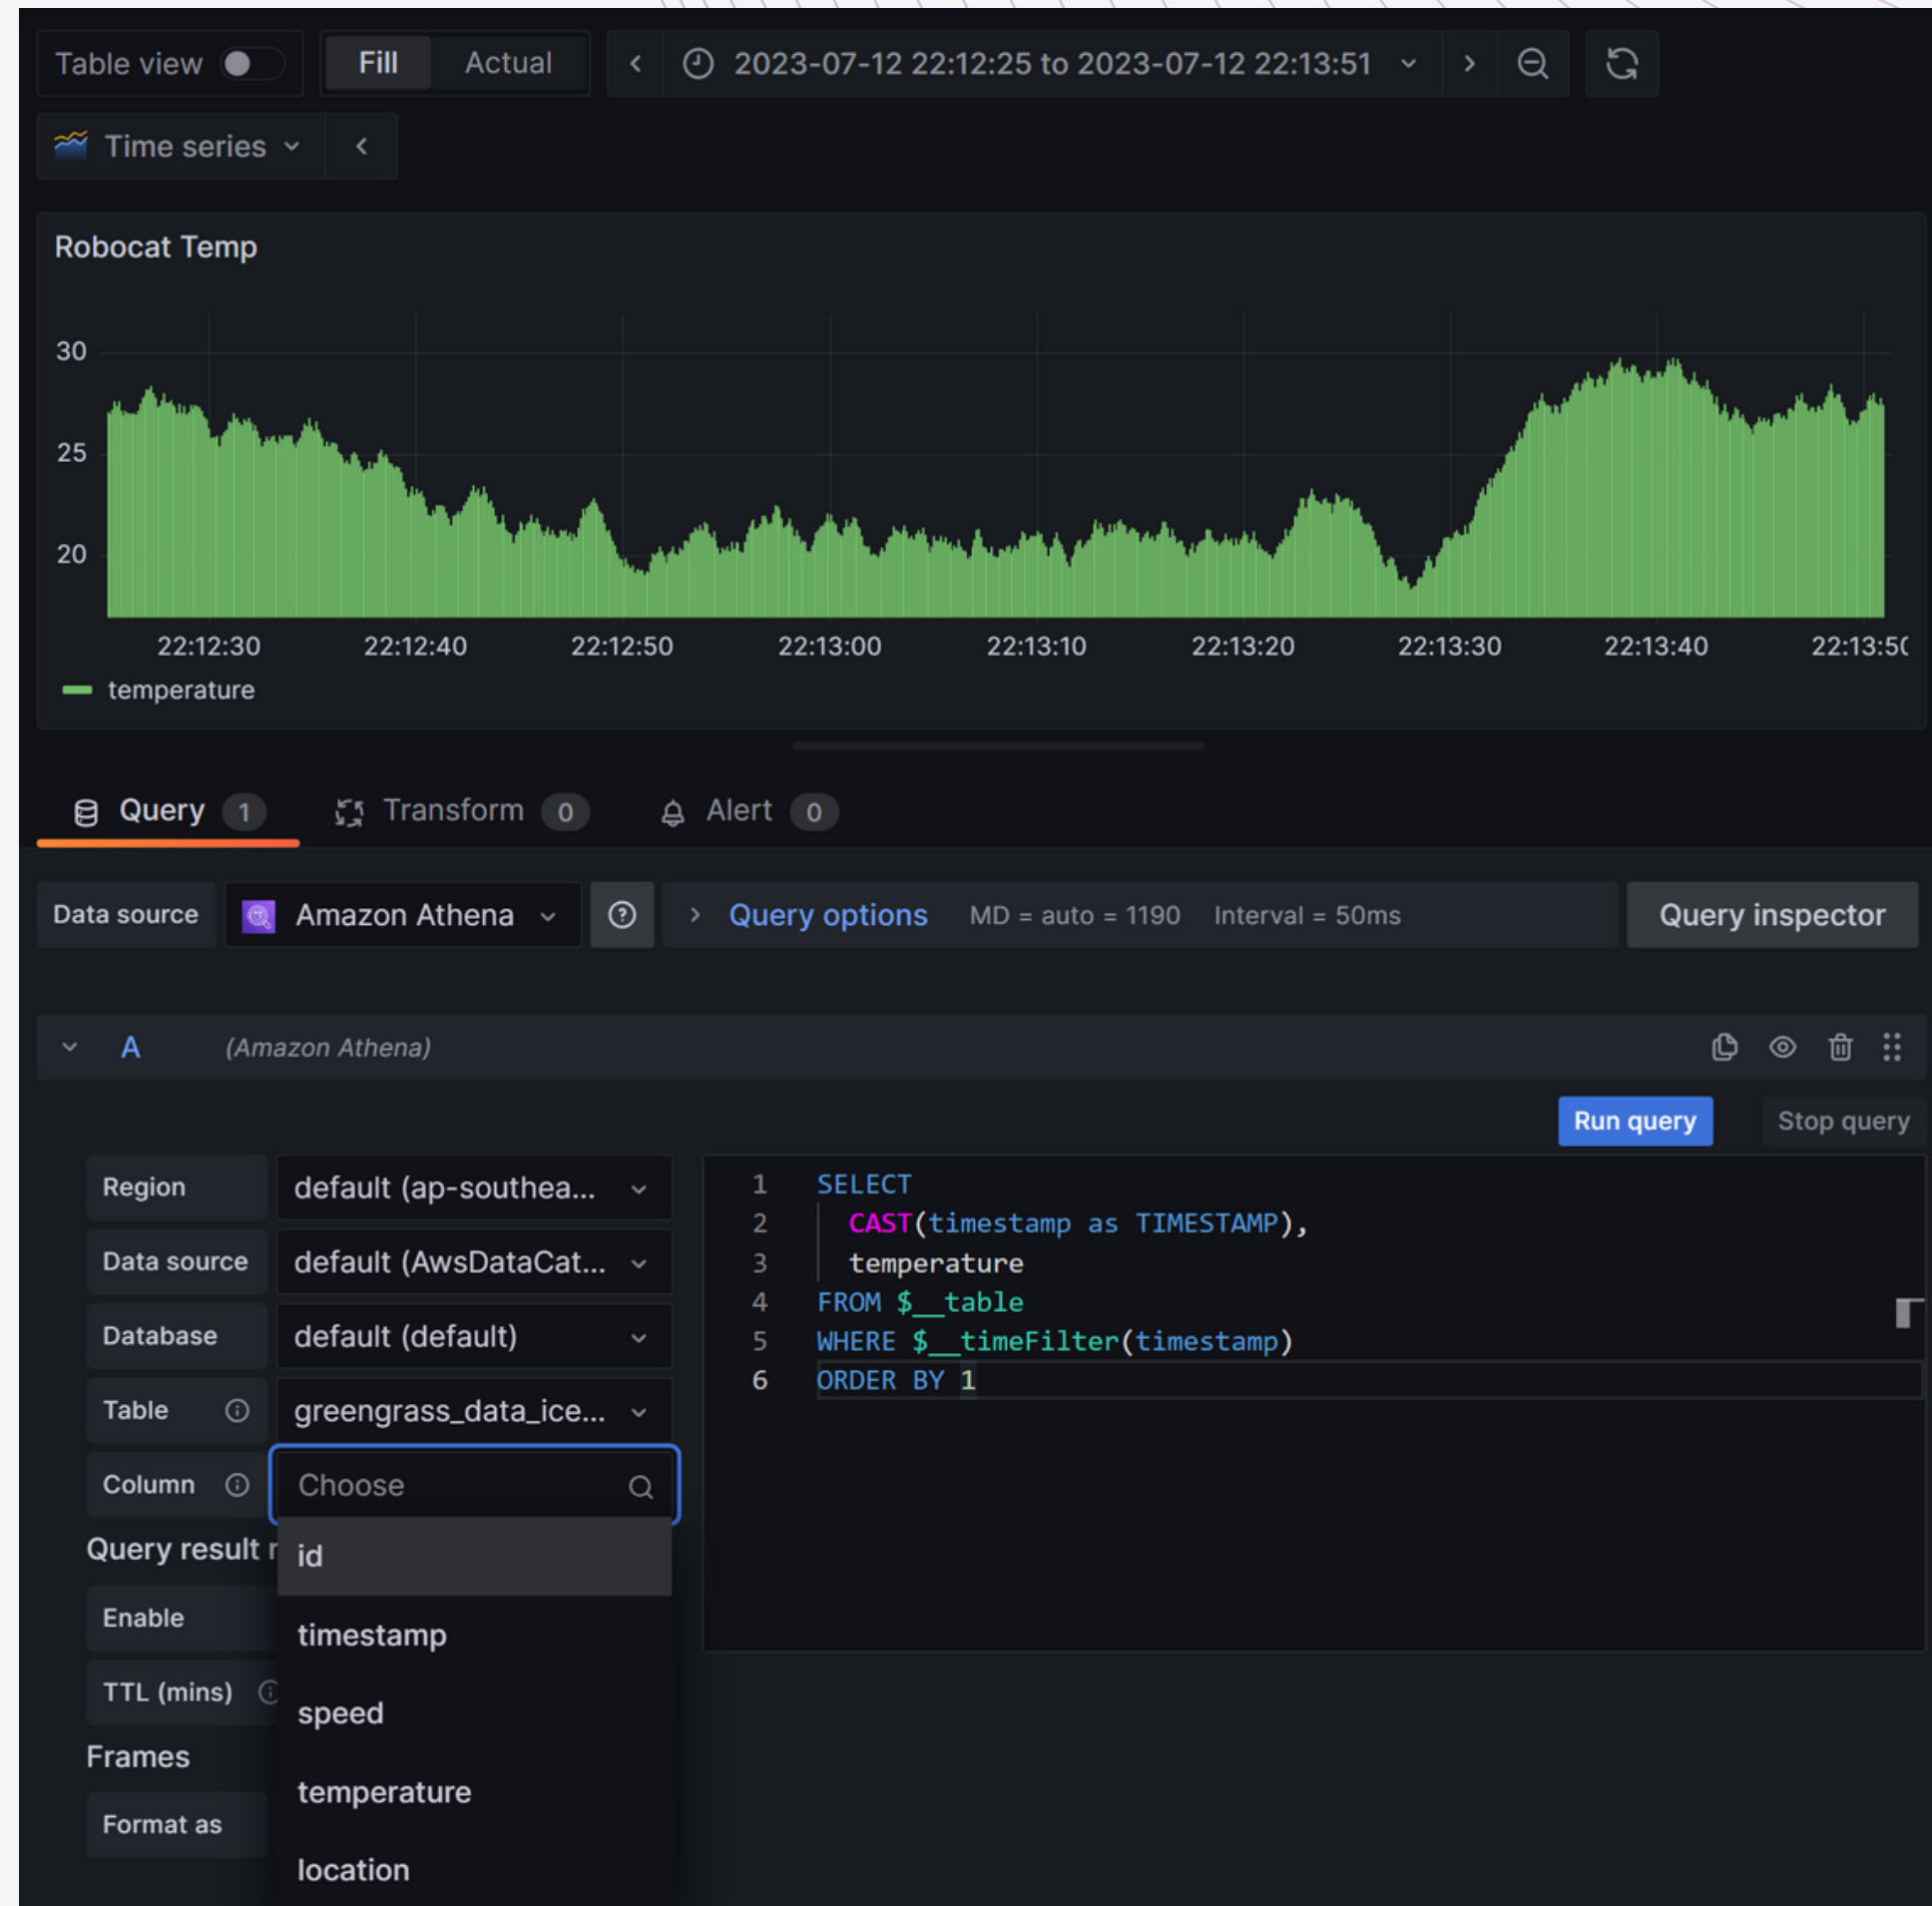 Table view Fill Actual 2023-07-12 22:12:25 to 2023-07-12 22:13:51
Time series
Robocat Temp
30
25
20
22:12:30 22:12:40 22:12:50 22:13:00 22:13:10 22:13:20 22:13:30 22:13:40 22:13:50
temperature
Query 1 Transform 0 Alert 0
Data source Amazon Athena Query options MD = auto = 1190 Interval = 50ms Query inspector
A (Amazon Athena)
Run query Stop query
Region default (ap-southea...
Data source default (AwsDataCat...
Database default (default)
Table greengrass_data_ice...
Column Choose
Query result r
Enable
TTL (mins)
Frames
Format as
id
timestamp
speed
temperature
location
1 SELECT
2 CAST(timestamp as TIMESTAMP),
3 temperature
4 FROM $__table
5 WHERE $__timeFilter(timestamp)
6 ORDER BY 1